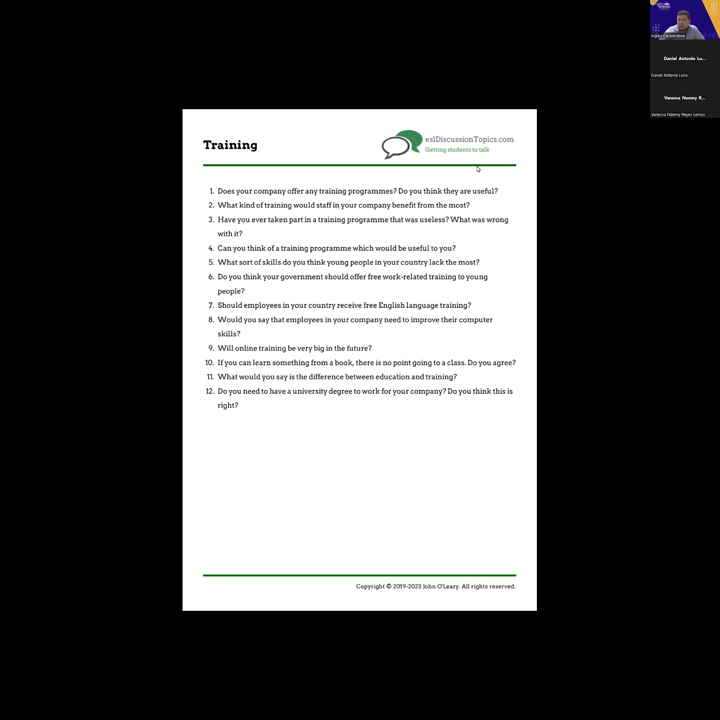 Training
eslDiscussionTopics.com
Getting students to talk
1. Does your company offer any training programmes? Do you think they are useful?
2. What kind of training would staff in your company benefit from the most?
3. Have you ever taken part in a training programme that was useless? What was wrong
with it?
4. Can you think of a training programme which would be useful to you?
5. What sort of skills do you think young people in your country lack the most?
6. Do you think your government should offer free work-related training to young
people?
7. Should employees in your country receive free English language training?
8. Would you say that employees in your company need to improve their computer
skills?
9. Will online training be very big in the future?
10. If you can learn something from a book, there is no point going to a class. Do you agree?
11. What would you say is the difference between education and training?
12. Do you need to have a university degree to work for your company? Do you think this is
right?
Copyright © 2019-2023 John O'Leary. All rights reserved.
Daniel Antonio Lu...
Daniel Antonio Luna
Vanessa Noemy R...
Vanessa Noemy Reyes Lemus